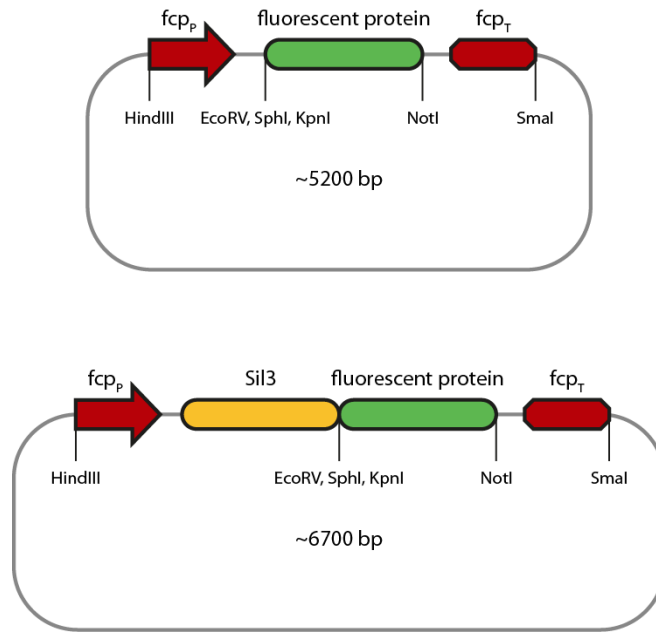 fcpP fluorescent protein fcpT
HindIII EcoRV, SphI, KpnI NotI SmaI
~5200 bp
fcpP Sil3 fluorescent protein fcpT
HindIII EcoRV, SphI, KpnI NotI SmaI
~6700 bp